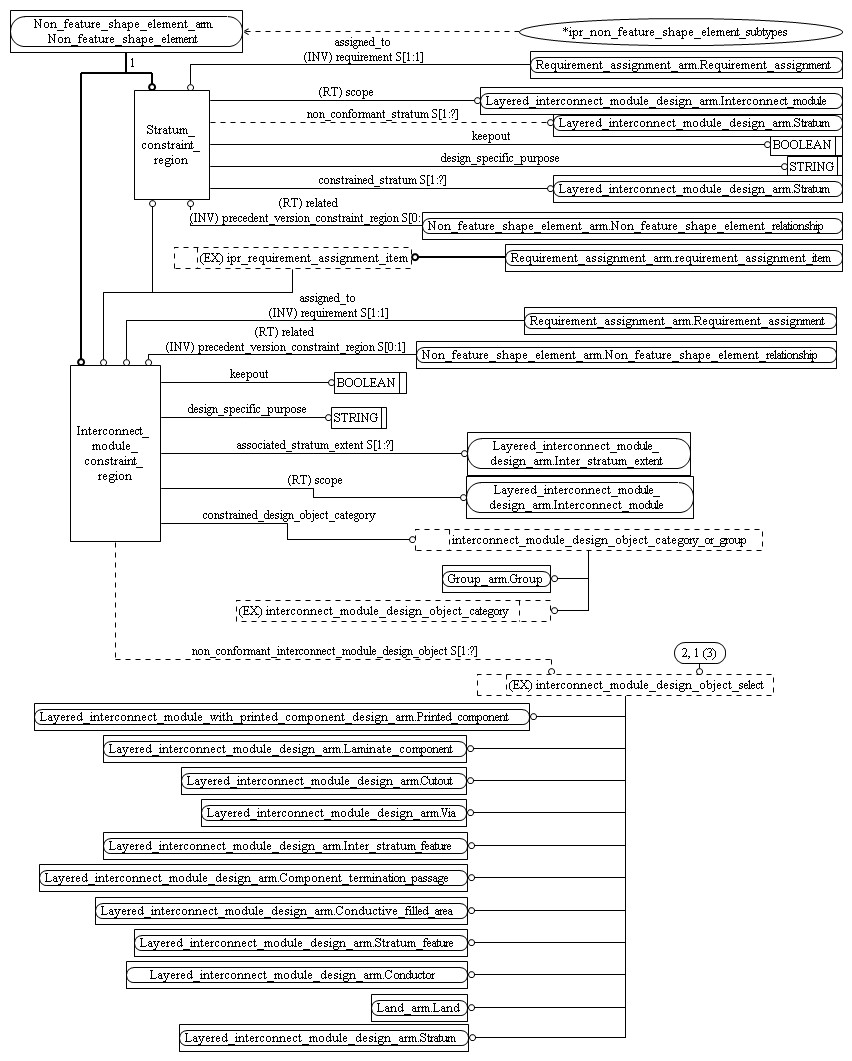 Non_feature_shape_element_arm.
Non_feature_shape_element
*ipr_non_feature_shape_element_subtypes
1
assigned_to
(INV) requirement S[1:1]
Requirement_assignment_arm.Requirement_assignment
(RT) scope
Layered_interconnect_module_design_arm.Interconnect_module
non_conformant_stratum S[1:?]
Layered_interconnect_module_design_arm.Stratum
Stratum_
constraint_
region
keepout
BOOLEAN
design_specific_purpose
STRING
constrained_stratum S[1:?]
Layered_interconnect_module_design_arm.Stratum
(RT) related
(INV) precedent_version_constraint_region S[0:
Non_feature_shape_element_arm.Non_feature_shape_element_relationship
(EX) ipr_requirement_assignment_item
Requirement_assignment_arm.requirement_assignment_item
assigned_to
(INV) requirement S[1:1]
Requirement_assignment_arm.Requirement_assignment
(RT) related
(INV) precedent_version_constraint_region S[0:1]
Non_feature_shape_element_arm.Non_feature_shape_element_relationship
keepout
BOOLEAN
design_specific_purpose
STRING
Interconnect_
module_
constraint_
region
associated_stratum_extent S[1:?]
Layered_interconnect_module_
design_arm.Inter_stratum_extent
(RT) scope
Layered_interconnect_module_
design_arm.Interconnect_module
constrained_design_object_category
interconnect_module_design_object_category_or_group
Group_arm.Group
(EX) interconnect_module_design_object_category
non_conformant_interconnect_module_design_object S[1:?]
2, 1 (3)
(EX) interconnect_module_design_object_select
Layered_interconnect_module_with_printed_component_design_arm.Printed_component
Layered_interconnect_module_design_arm.Laminate_component
Layered_interconnect_module_design_arm.Cutout
Layered_interconnect_module_design_arm.Via
Layered_interconnect_module_design_arm.Inter_stratum_feature
Layered_interconnect_module_design_arm.Component_termination_passage
Layered_interconnect_module_design_arm.Conductive_filled_area
Layered_interconnect_module_design_arm.Stratum_feature
Layered_interconnect_module_design_arm.Conductor
Land_arm.Land
Layered_interconnect_module_design_arm.Stratum